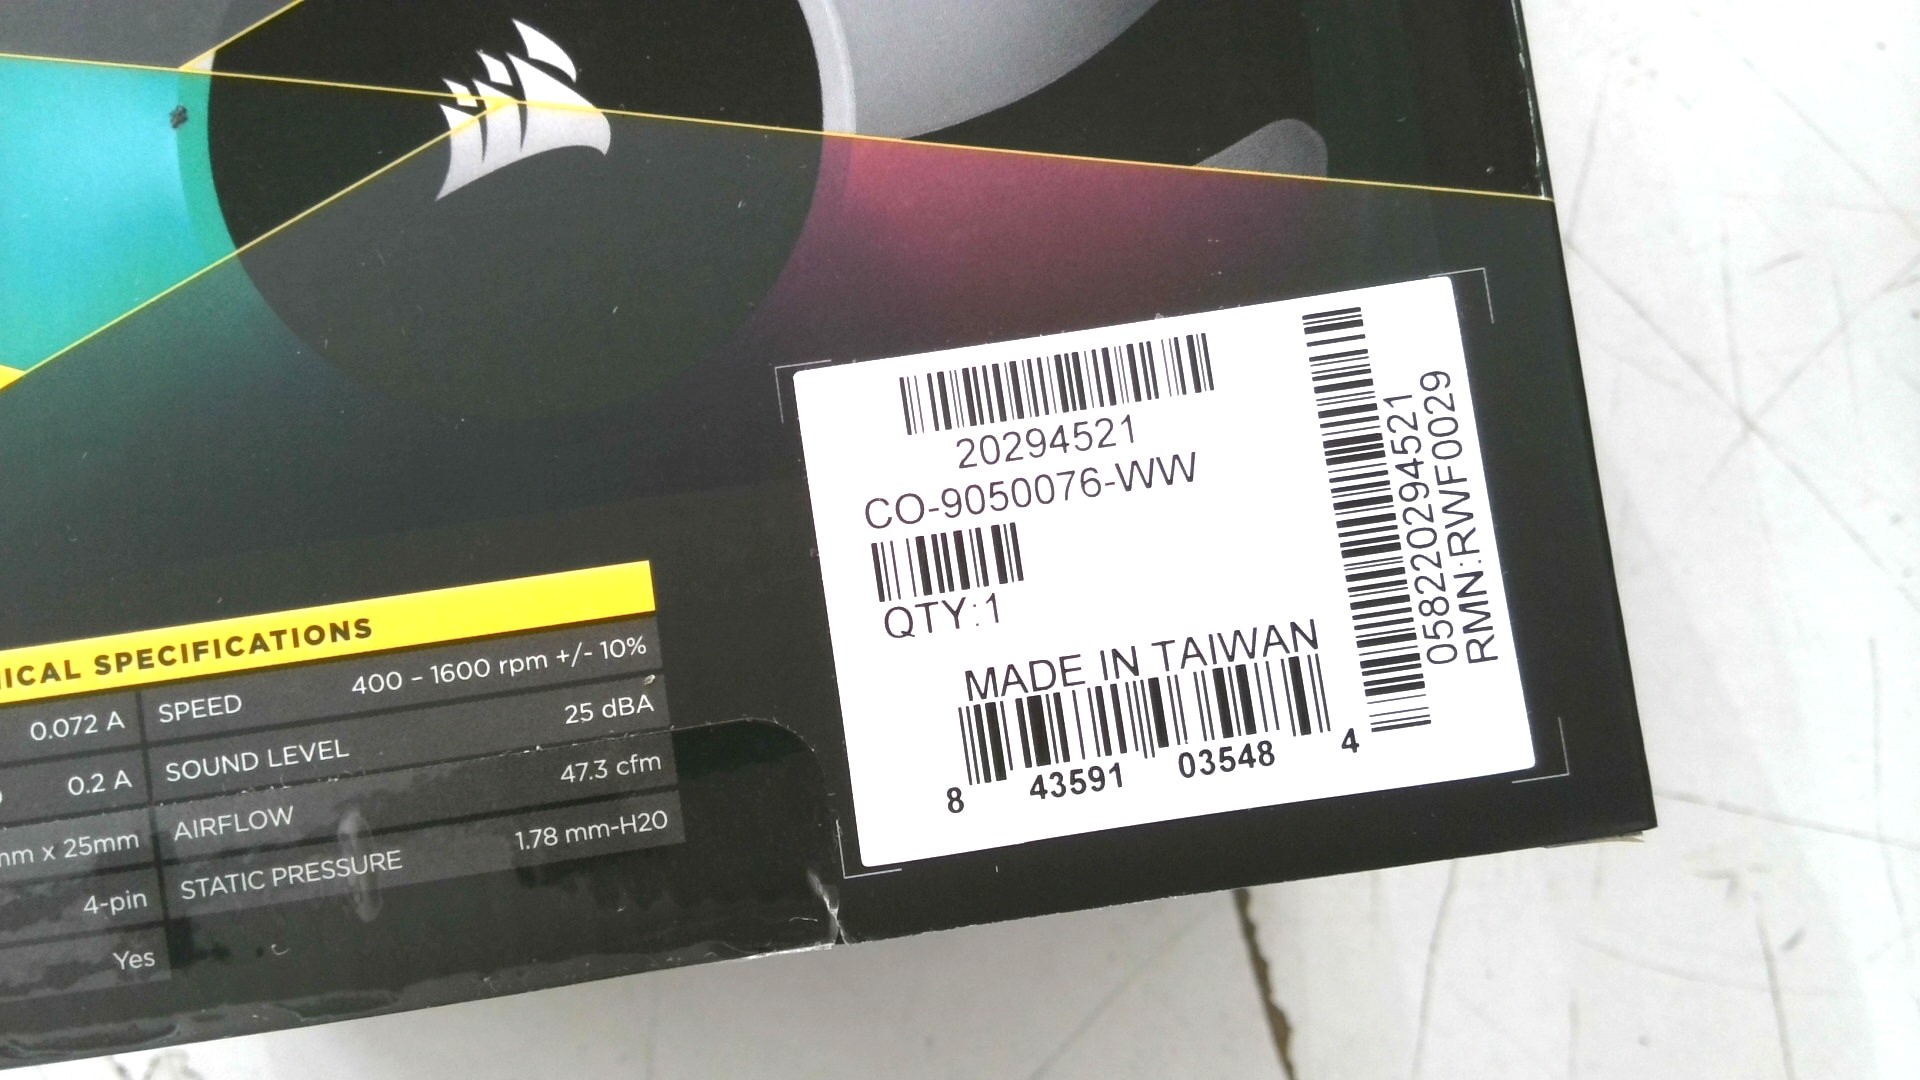 20294521
CO-9050076-WW
QTY:1
MADE IN TAIWAN
8 43591 03548 4
058220294521
RMN:RWF0029
ICAL SPECIFICATIONS
0.072 A SPEED 400 - 1600 rpm +/- 10%
0.2 A SOUND LEVEL 25 dBA
mm x 25mm AIRFLOW 47.3 cfm
4-pin STATIC PRESSURE 1.78 mm-H20
Yes